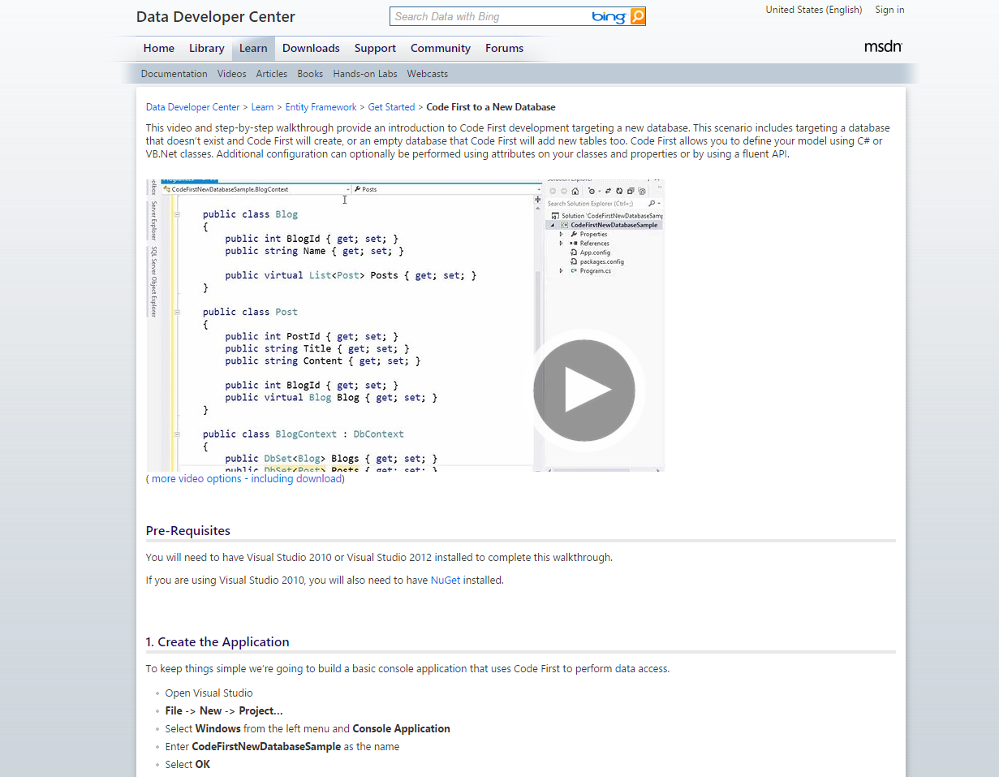 Data Developer Center
Search Data with Bing
bing
United States (English) Sign in
Home Library Learn Downloads Support Community Forums
msdn
Documentation Videos Articles Books Hands-on Labs Webcasts
Data Developer Center > Learn > Entity Framework > Get Started > Code First to a New Database
This video and step-by-step walkthrough provide an introduction to Code First development targeting a new database. This scenario includes targeting a database
that doesn't exist and Code First will create, or an empty database that Code First will add new tables too. Code First allows you to define your model using C# or
VB.Net classes. Additional configuration can optionally be performed using attributes on your classes and properties or by using a fluent API.
Server Explorer
SQL Server Object Explorer
CodeFirstNewDatabaseSample.BlogContext
Posts
public class Blog
{
public int BlogId { get; set; }
public string Name { get; set; }
public virtual List<Post> Posts { get; set; }
}
public class Post
{
public int PostId { get; set; }
public string Title { get; set; }
public string Content { get; set; }
public int BlogId { get; set; }
public virtual Blog Blog { get; set; }
}
public class BlogContext : DbContext
{
public DbSet<Blog> Blogs { get; set; }
public DbSet<Post> Posts { get; set; }
Solution Explorer
Search Solution Explorer (Ctrl+;)
Solution 'CodeFirstNewDatabaseSamp
CodeFirstNewDatabaseSample
Properties
References
App.config
packages.config
C# Program.cs
( more video options - including download)
Pre-Requisites
You will need to have Visual Studio 2010 or Visual Studio 2012 installed to complete this walkthrough.
If you are using Visual Studio 2010, you will also need to have NuGet installed.
1. Create the Application
To keep things simple we're going to build a basic console application that uses Code First to perform data access.
Open Visual Studio
File -> New -> Project…
Select Windows from the left menu and Console Application
Enter CodeFirstNewDatabaseSample as the name
Select OK